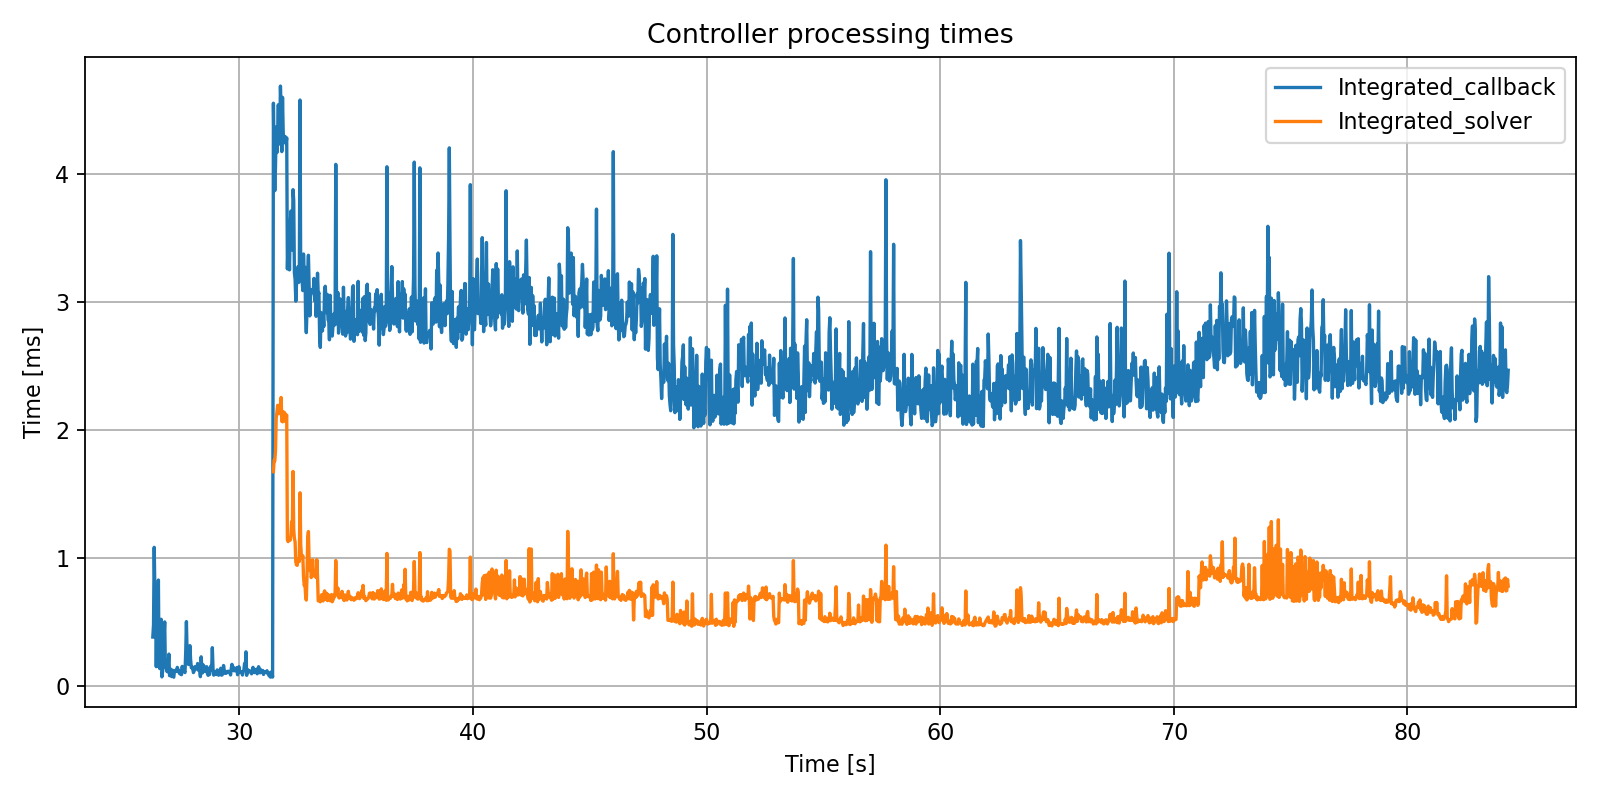 Controller processing times
Integrated_callback
Integrated_solver
Time [ms]
4
3
2
1
0
30 40 50 60 70 80
Time [s]